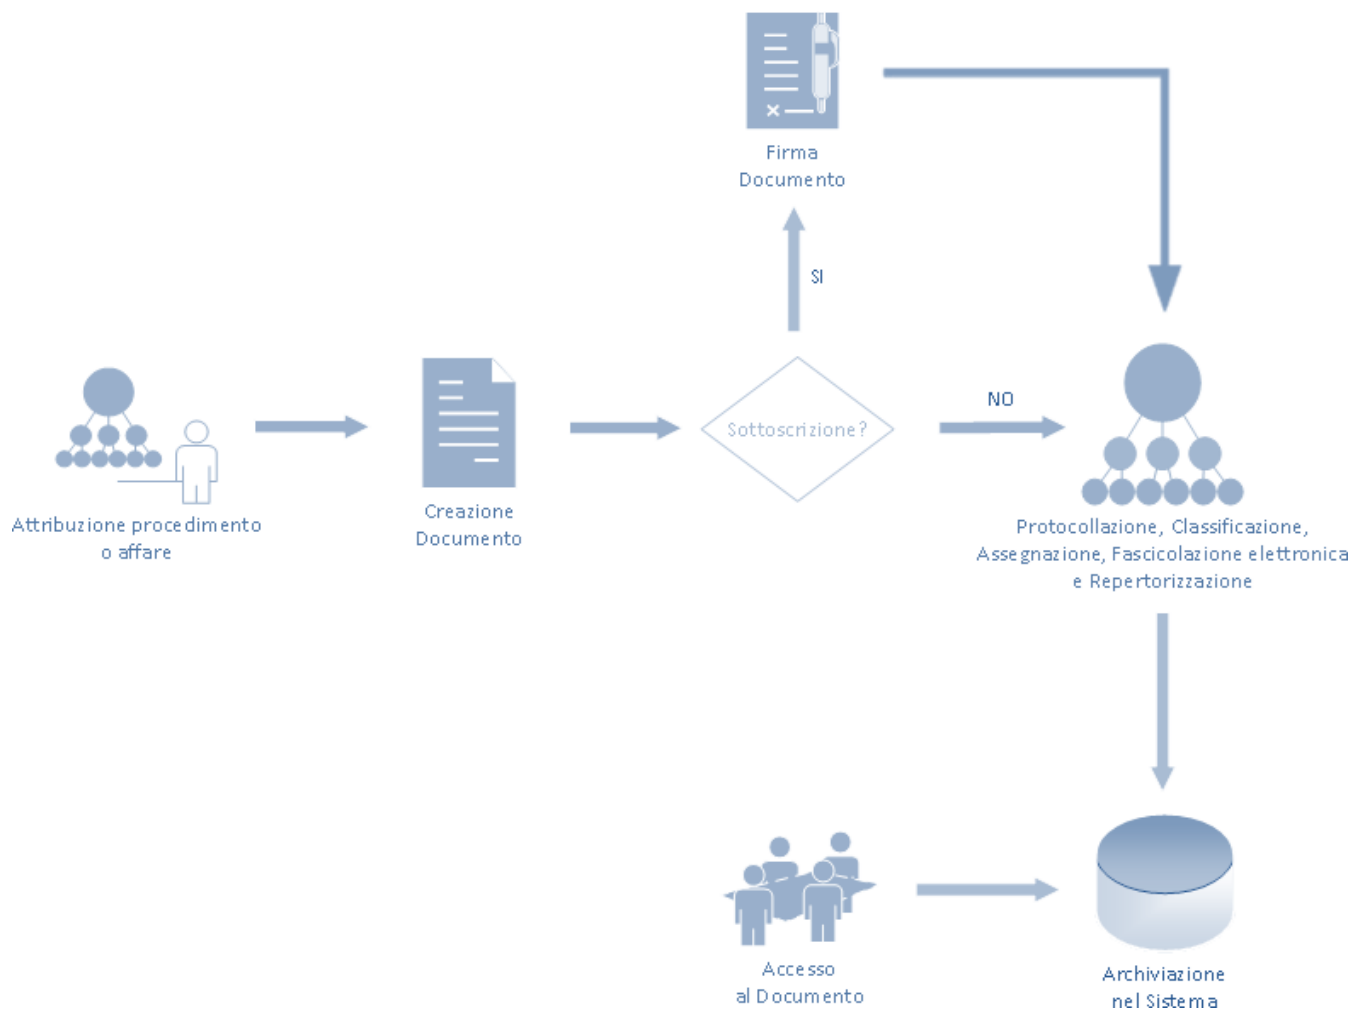 Firma
Documento
SI
Attribuzione procedimento
o affare
Creazione
Documento
Sottoscrizione?
NO
Protocollazione, Classificazione,
Assegnazione, Fascicolazione elettronica
e Repertorizzazione
Accesso
al Documento
Archiviazione
nel Sistema